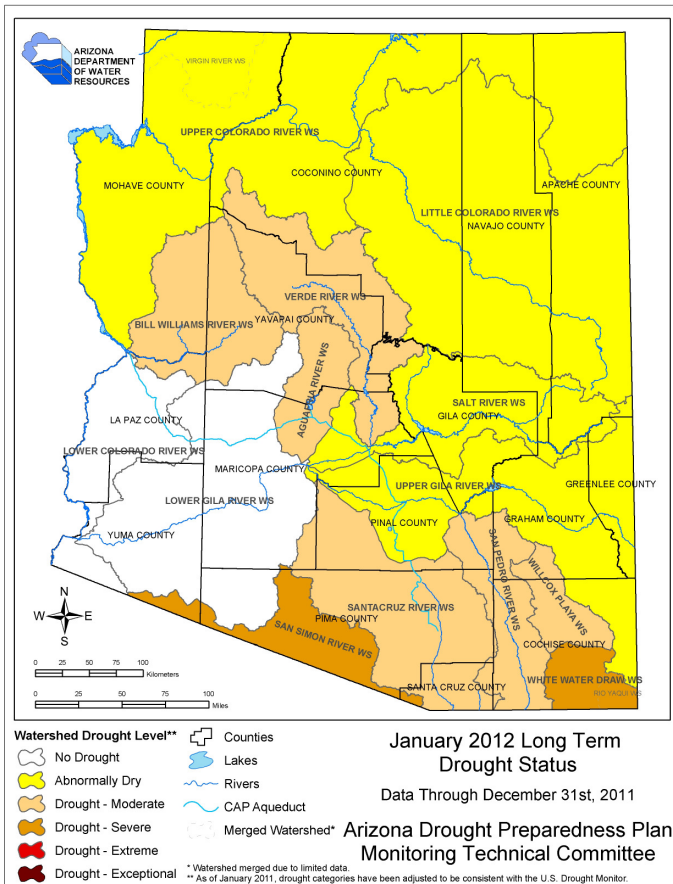 ARIZONA
DEPARTMENT
OF WATER
RESOURCES
VIRGIN RIVER WS
UPPER COLORADO RIVER WS
COCONINO COUNTY
MOHAVE COUNTY
APACHE COUNTY
LITTLE COLORADO RIVER WS
NAVAJO COUNTY
VERDE RIVER WS
YAVAPAI COUNTY
BILL WILLIAMS RIVER WS
AGUA FRIA RIVER WS
SALT RIVER WS
GILA COUNTY
LA PAZ COUNTY
LOWER COLORADO RIVER WS
MARICOPA COUNTY
GREENLEE COUNTY
UPPER GILA RIVER WS
LOWER GILA RIVER WS
PINAL COUNTY
GRAHAM COUNTY
YUMA COUNTY
SAN PEDRO RIVER WS
WILLCOX PLAYA WS
SANTACRUZ RIVER WS
PIMA COUNTY
SAN SIMON RIVER WS
COCHISE COUNTY
WHITE WATER DRAW WS
SANTA CRUZ COUNTY
RIO YAQUI WS
N
W E
S
0 25 50 75 100
Kilometers
0 25 50 75 100
Miles
Watershed Drought Level**
No Drought
Abnormally Dry
Drought - Moderate
Drought - Severe
Drought - Extreme
Drought - Exceptional
Counties
Lakes
Rivers
CAP Aqueduct
Merged Watershed*
January 2012 Long Term
Drought Status
Data Through December 31st, 2011
Arizona Drought Preparedness Plan
Monitoring Technical Committee
* Watershed merged due to limited data.
** As of January 2011, drought categories have been adjusted to be consistent with the U.S. Drought Monitor.